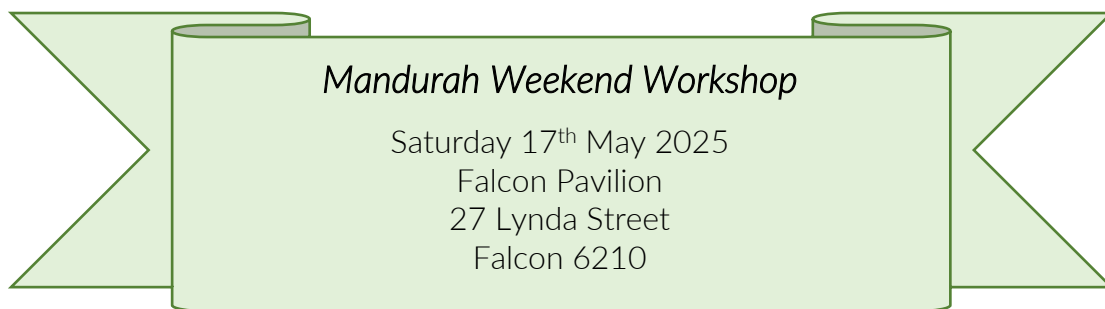 Mandurah Weekend Workshop
Saturday 17th May 2025
Falcon Pavilion
27 Lynda Street
Falcon 6210